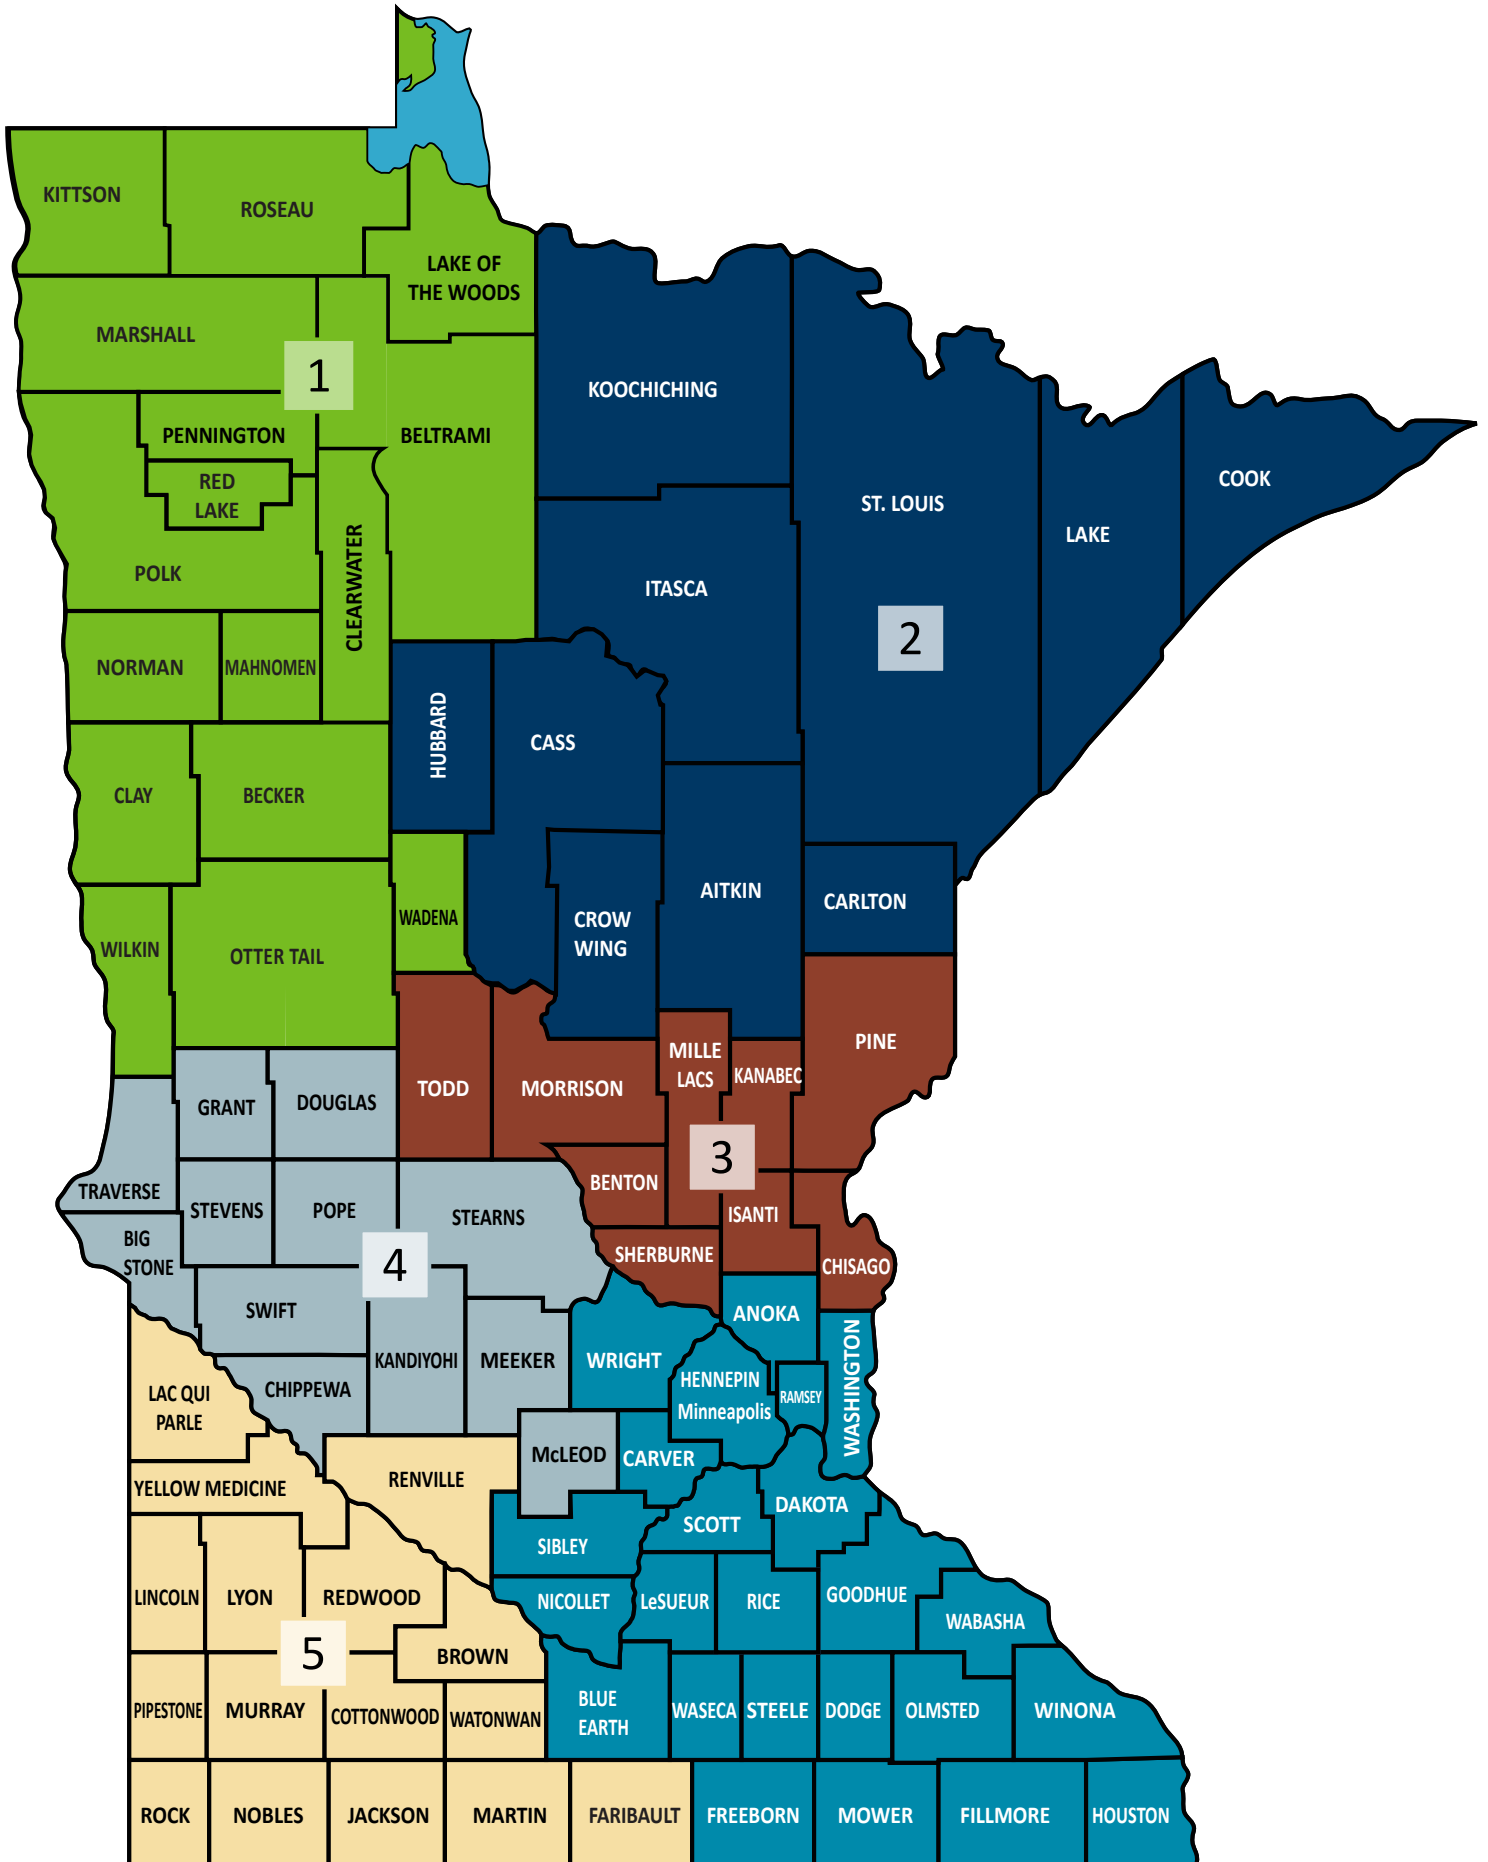 KITTSON
ROSEAU
LAKE OF
THE WOODS
MARSHALL
1
KOOCHICHING
PENNINGTON
BELTRAMI
RED
LAKE
ST. LOUIS
LAKE
COOK
POLK
CLEARWATER
ITASCA
2
NORMAN
MAHNOMEN
HUBBARD
CASS
CLAY
BECKER
AITKIN
CARLTON
WADENA
CROW
WING
WILKIN
OTTER TAIL
PINE
MILLE
LACS
KANABEC
TODD
MORRISON
GRANT
DOUGLAS
3
BENTON
TRAVERSE
STEVENS
POPE
STEARNS
ISANTI
BIG
STONE
4
SHERBURNE
CHISAGO
SWIFT
ANOKA
KANDIYOHI
MEEKER
WRIGHT
WASHINGTON
HENNEPIN
Minneapolis
RAMSEY
LAC QUI
PARLE
CHIPPEWA
McLEOD
CARVER
YELLOW MEDICINE
RENVILLE
DAKOTA
SCOTT
SIBLEY
LINCOLN
LYON
REDWOOD
NICOLLET
LeSUEUR
RICE
GOODHUE
WABASHA
5
BROWN
PIPESTONE
MURRAY
COTTONWOOD
WATONWAN
BLUE
EARTH
WASECA
STEELE
DODGE
OLMSTED
WINONA
ROCK
NOBLES
JACKSON
MARTIN
FARIBAULT
FREEBORN
MOWER
FILLMORE
HOUSTON